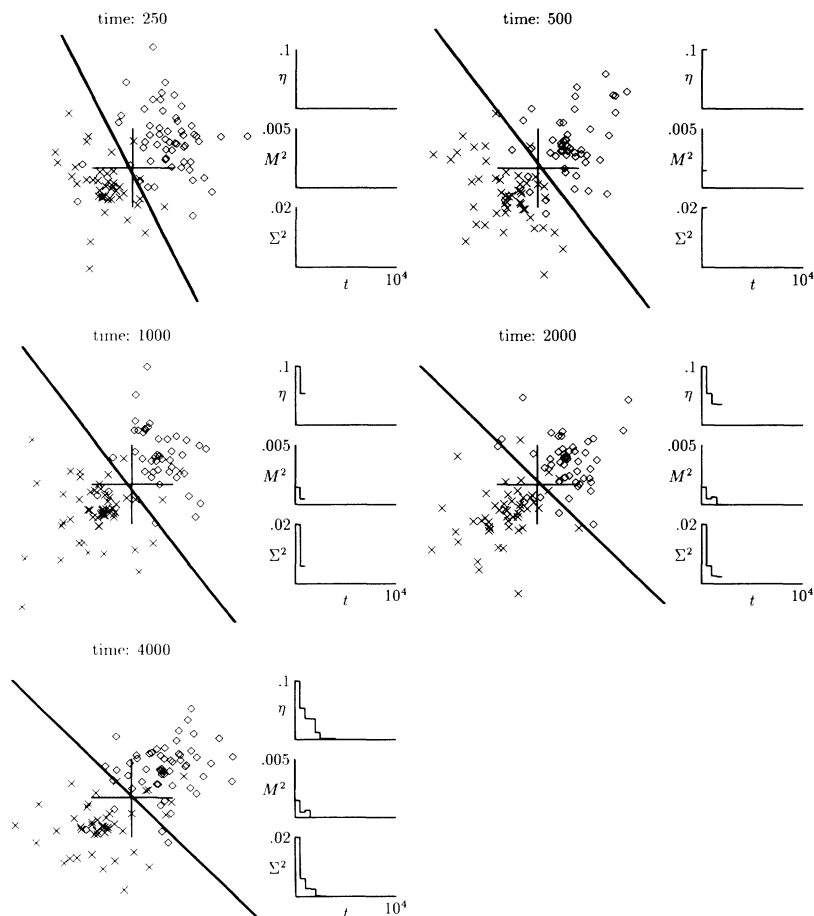 time: 250
.1
η
.005
M²
.02
Σ²
t
10⁴
time: 500
.1
η
.005
M²
.02
Σ²
t
10⁴
time: 1000
.1
η
.005
M²
.02
Σ²
t
10⁴
time: 2000
.1
η
.005
M²
.02
Σ²
t
10⁴
time: 4000
.1
η
.005
M²
.02
Σ²
t
10⁴